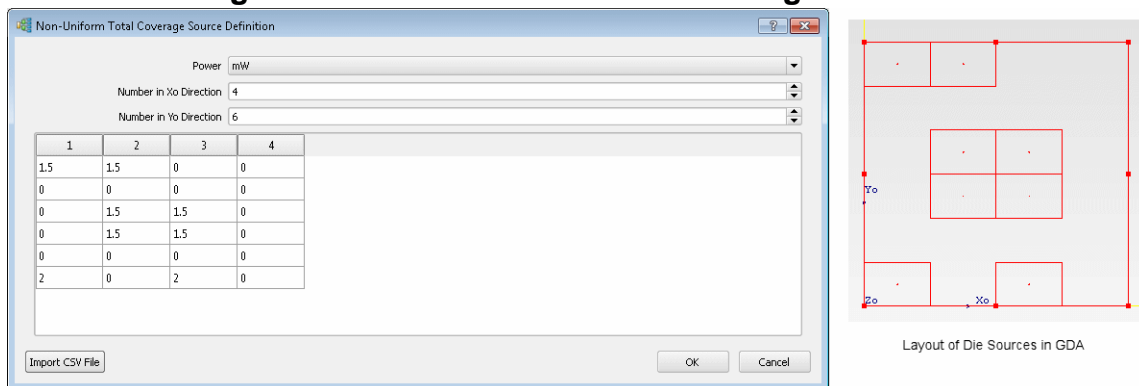 Non-Uniform Total Coverage Source Definition
Power mW
Number in Xo Direction 4
Number in Yo Direction 6
1 2 3 4
1.5 1.5 0 0
0 0 0 0
0 1.5 1.5 0
0 1.5 1.5 0
0 0 0 0
2 0 2 0
Import CSV File OK Cancel
Yo
Zo Xo
Layout of Die Sources in GDA